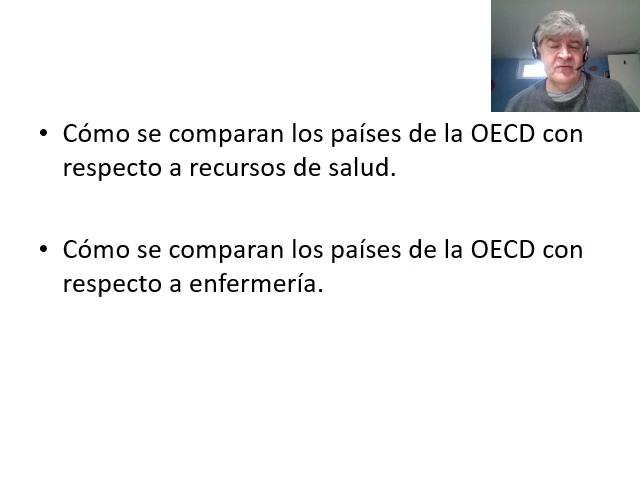 • Cómo se comparan los países de la OECD con
respecto a recursos de salud.
• Cómo se comparan los países de la OECD con
respecto a enfermería.